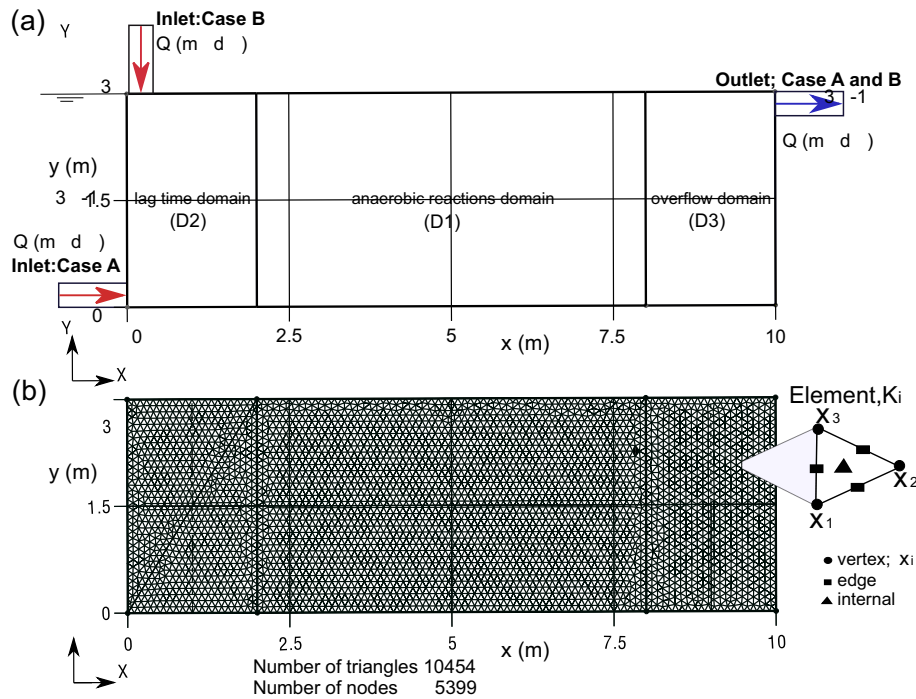 (a)
Y
Inlet:Case B
Q (m d )
3
Outlet; Case A and B
3 -1
Q (m d )
y (m)
3 -1
1.5
lag time domain
(D2)
anaerobic reactions domain
(D1)
overflow domain
(D3)
Q (m d )
Inlet:Case A
0
Y
0
2.5
5
7.5
10
x (m)
X
(b)
Y
Element,Ki
X3
3
y (m)
X2
1.5
X1
vertex; xi
edge
internal
0
0
2.5
5
7.5
10
x (m)
X
Number of triangles 10454
Number of nodes 5399